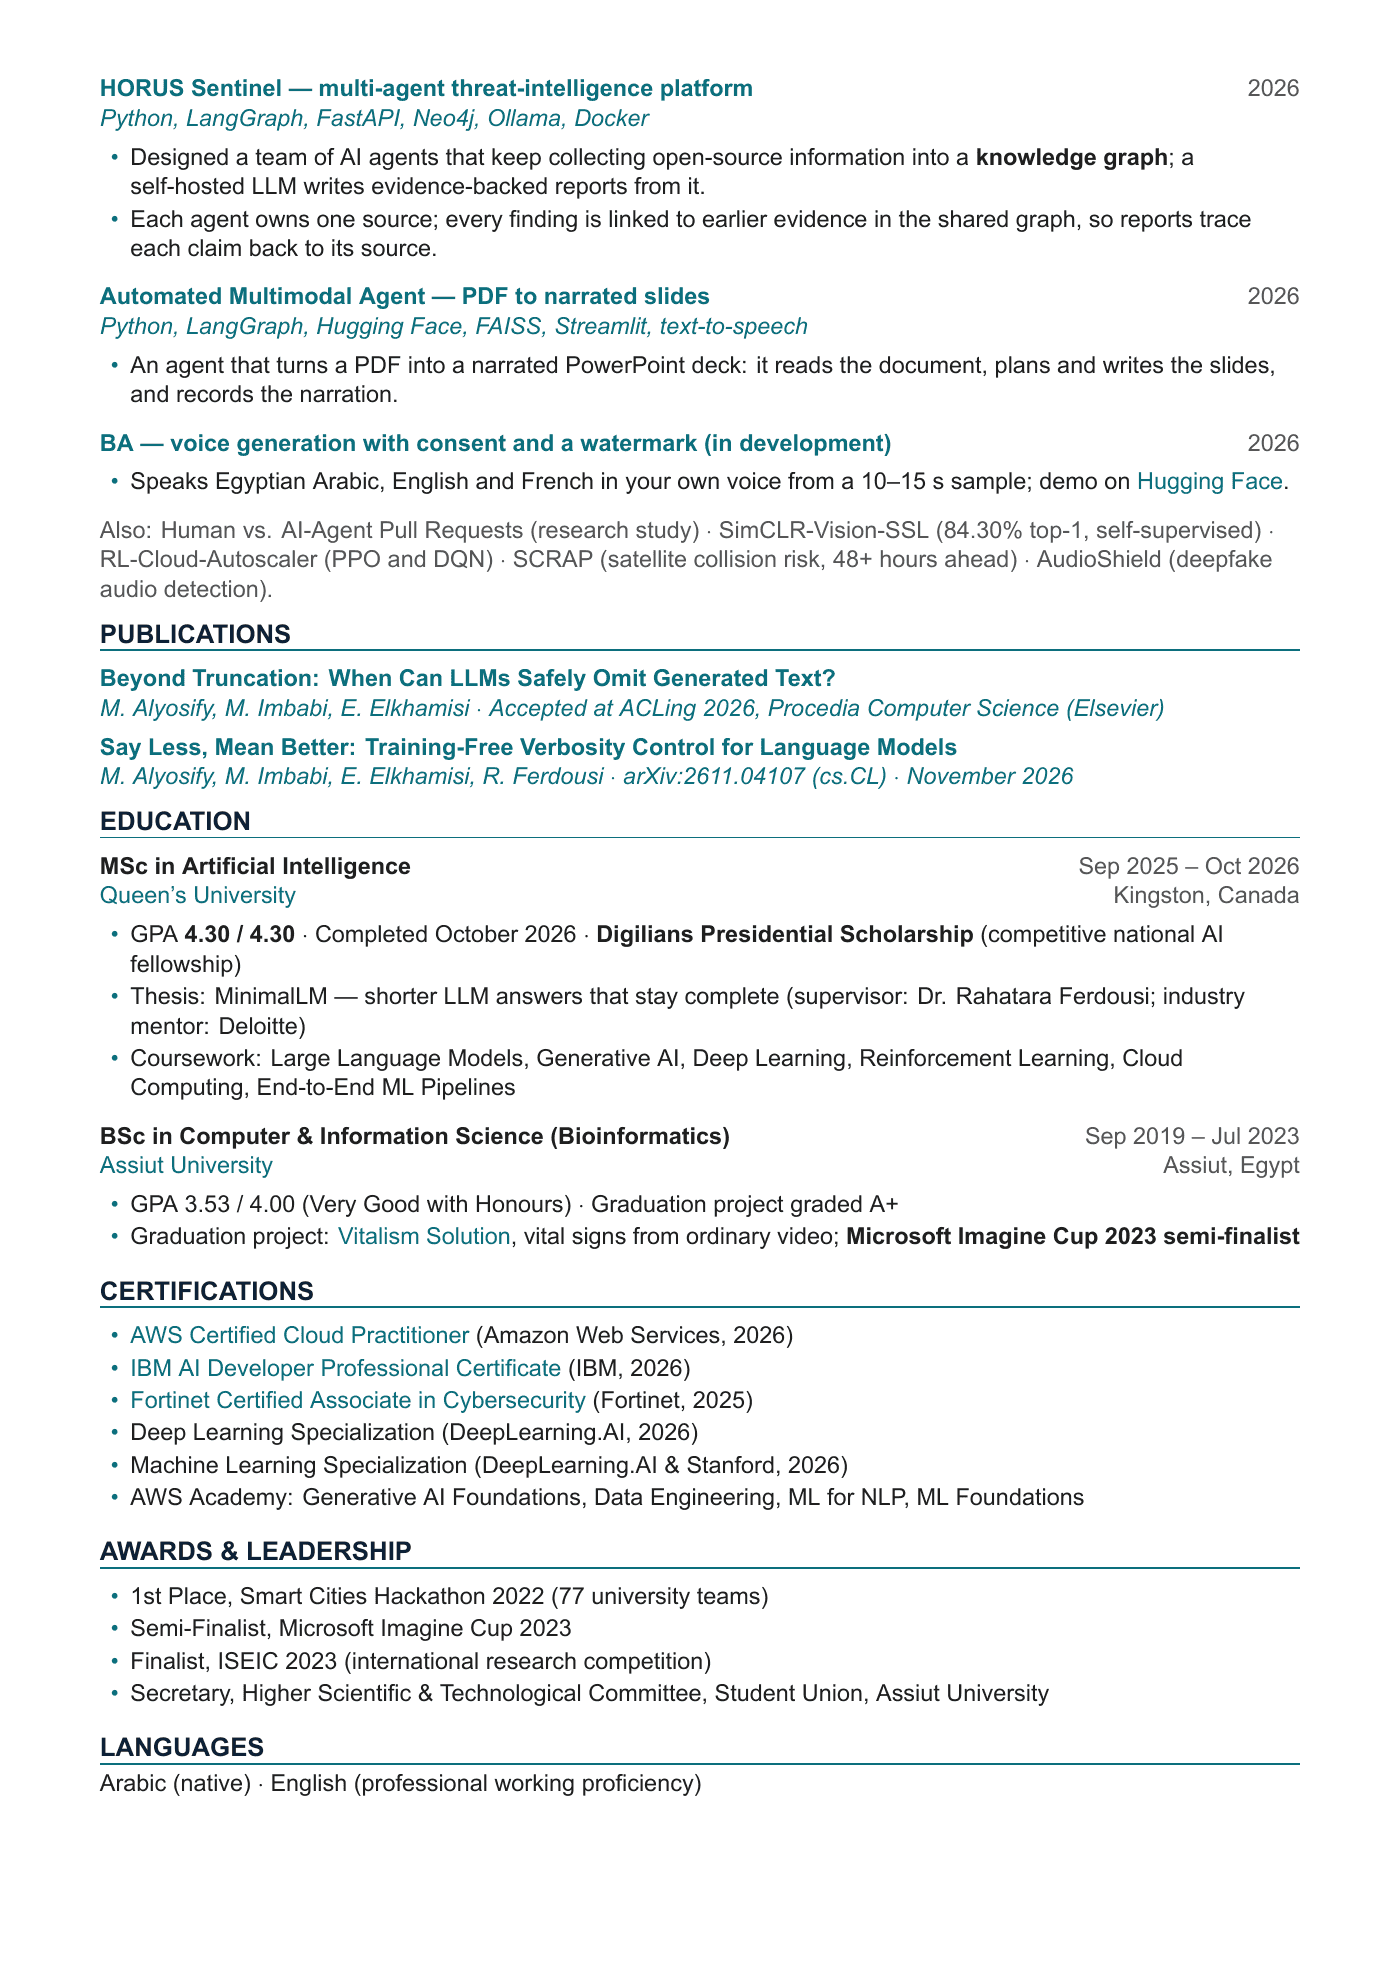 HORUS Sentinel — multi-agent threat-intelligence platform 2026
Python, LangGraph, FastAPI, Neo4j, Ollama, Docker
• Designed a team of AI agents that keep collecting open-source information into a knowledge graph; a
self-hosted LLM writes evidence-backed reports from it.
• Each agent owns one source; every finding is linked to earlier evidence in the shared graph, so reports trace
each claim back to its source.
Automated Multimodal Agent — PDF to narrated slides 2026
Python, LangGraph, Hugging Face, FAISS, Streamlit, text-to-speech
• An agent that turns a PDF into a narrated PowerPoint deck: it reads the document, plans and writes the slides,
and records the narration.
BA — voice generation with consent and a watermark (in development) 2026
• Speaks Egyptian Arabic, English and French in your own voice from a 10–15 s sample; demo on Hugging Face.
Also: Human vs. AI-Agent Pull Requests (research study) · SimCLR-Vision-SSL (84.30% top-1, self-supervised) ·
RL-Cloud-Autoscaler (PPO and DQN) · SCRAP (satellite collision risk, 48+ hours ahead) · AudioShield (deepfake
audio detection).
PUBLICATIONS
Beyond Truncation: When Can LLMs Safely Omit Generated Text?
M. Alyosify, M. Imbabi, E. Elkhamisi · Accepted at ACLing 2026, Procedia Computer Science (Elsevier)
Say Less, Mean Better: Training-Free Verbosity Control for Language Models
M. Alyosify, M. Imbabi, E. Elkhamisi, R. Ferdousi · arXiv:2611.04107 (cs.CL) · November 2026
EDUCATION
MSc in Artificial Intelligence Sep 2025 – Oct 2026
Queen’s University Kingston, Canada
• GPA 4.30 / 4.30 · Completed October 2026 · Digilians Presidential Scholarship (competitive national AI
fellowship)
• Thesis: MinimalLM — shorter LLM answers that stay complete (supervisor: Dr. Rahatara Ferdousi; industry
mentor: Deloitte)
• Coursework: Large Language Models, Generative AI, Deep Learning, Reinforcement Learning, Cloud
Computing, End-to-End ML Pipelines
BSc in Computer & Information Science (Bioinformatics) Sep 2019 – Jul 2023
Assiut University Assiut, Egypt
• GPA 3.53 / 4.00 (Very Good with Honours) · Graduation project graded A+
• Graduation project: Vitalism Solution, vital signs from ordinary video; Microsoft Imagine Cup 2023 semi-finalist
CERTIFICATIONS
• AWS Certified Cloud Practitioner (Amazon Web Services, 2026)
• IBM AI Developer Professional Certificate (IBM, 2026)
• Fortinet Certified Associate in Cybersecurity (Fortinet, 2025)
• Deep Learning Specialization (DeepLearning.AI, 2026)
• Machine Learning Specialization (DeepLearning.AI & Stanford, 2026)
• AWS Academy: Generative AI Foundations, Data Engineering, ML for NLP, ML Foundations
AWARDS & LEADERSHIP
• 1st Place, Smart Cities Hackathon 2022 (77 university teams)
• Semi-Finalist, Microsoft Imagine Cup 2023
• Finalist, ISEIC 2023 (international research competition)
• Secretary, Higher Scientific & Technological Committee, Student Union, Assiut University
LANGUAGES
Arabic (native) · English (professional working proficiency)